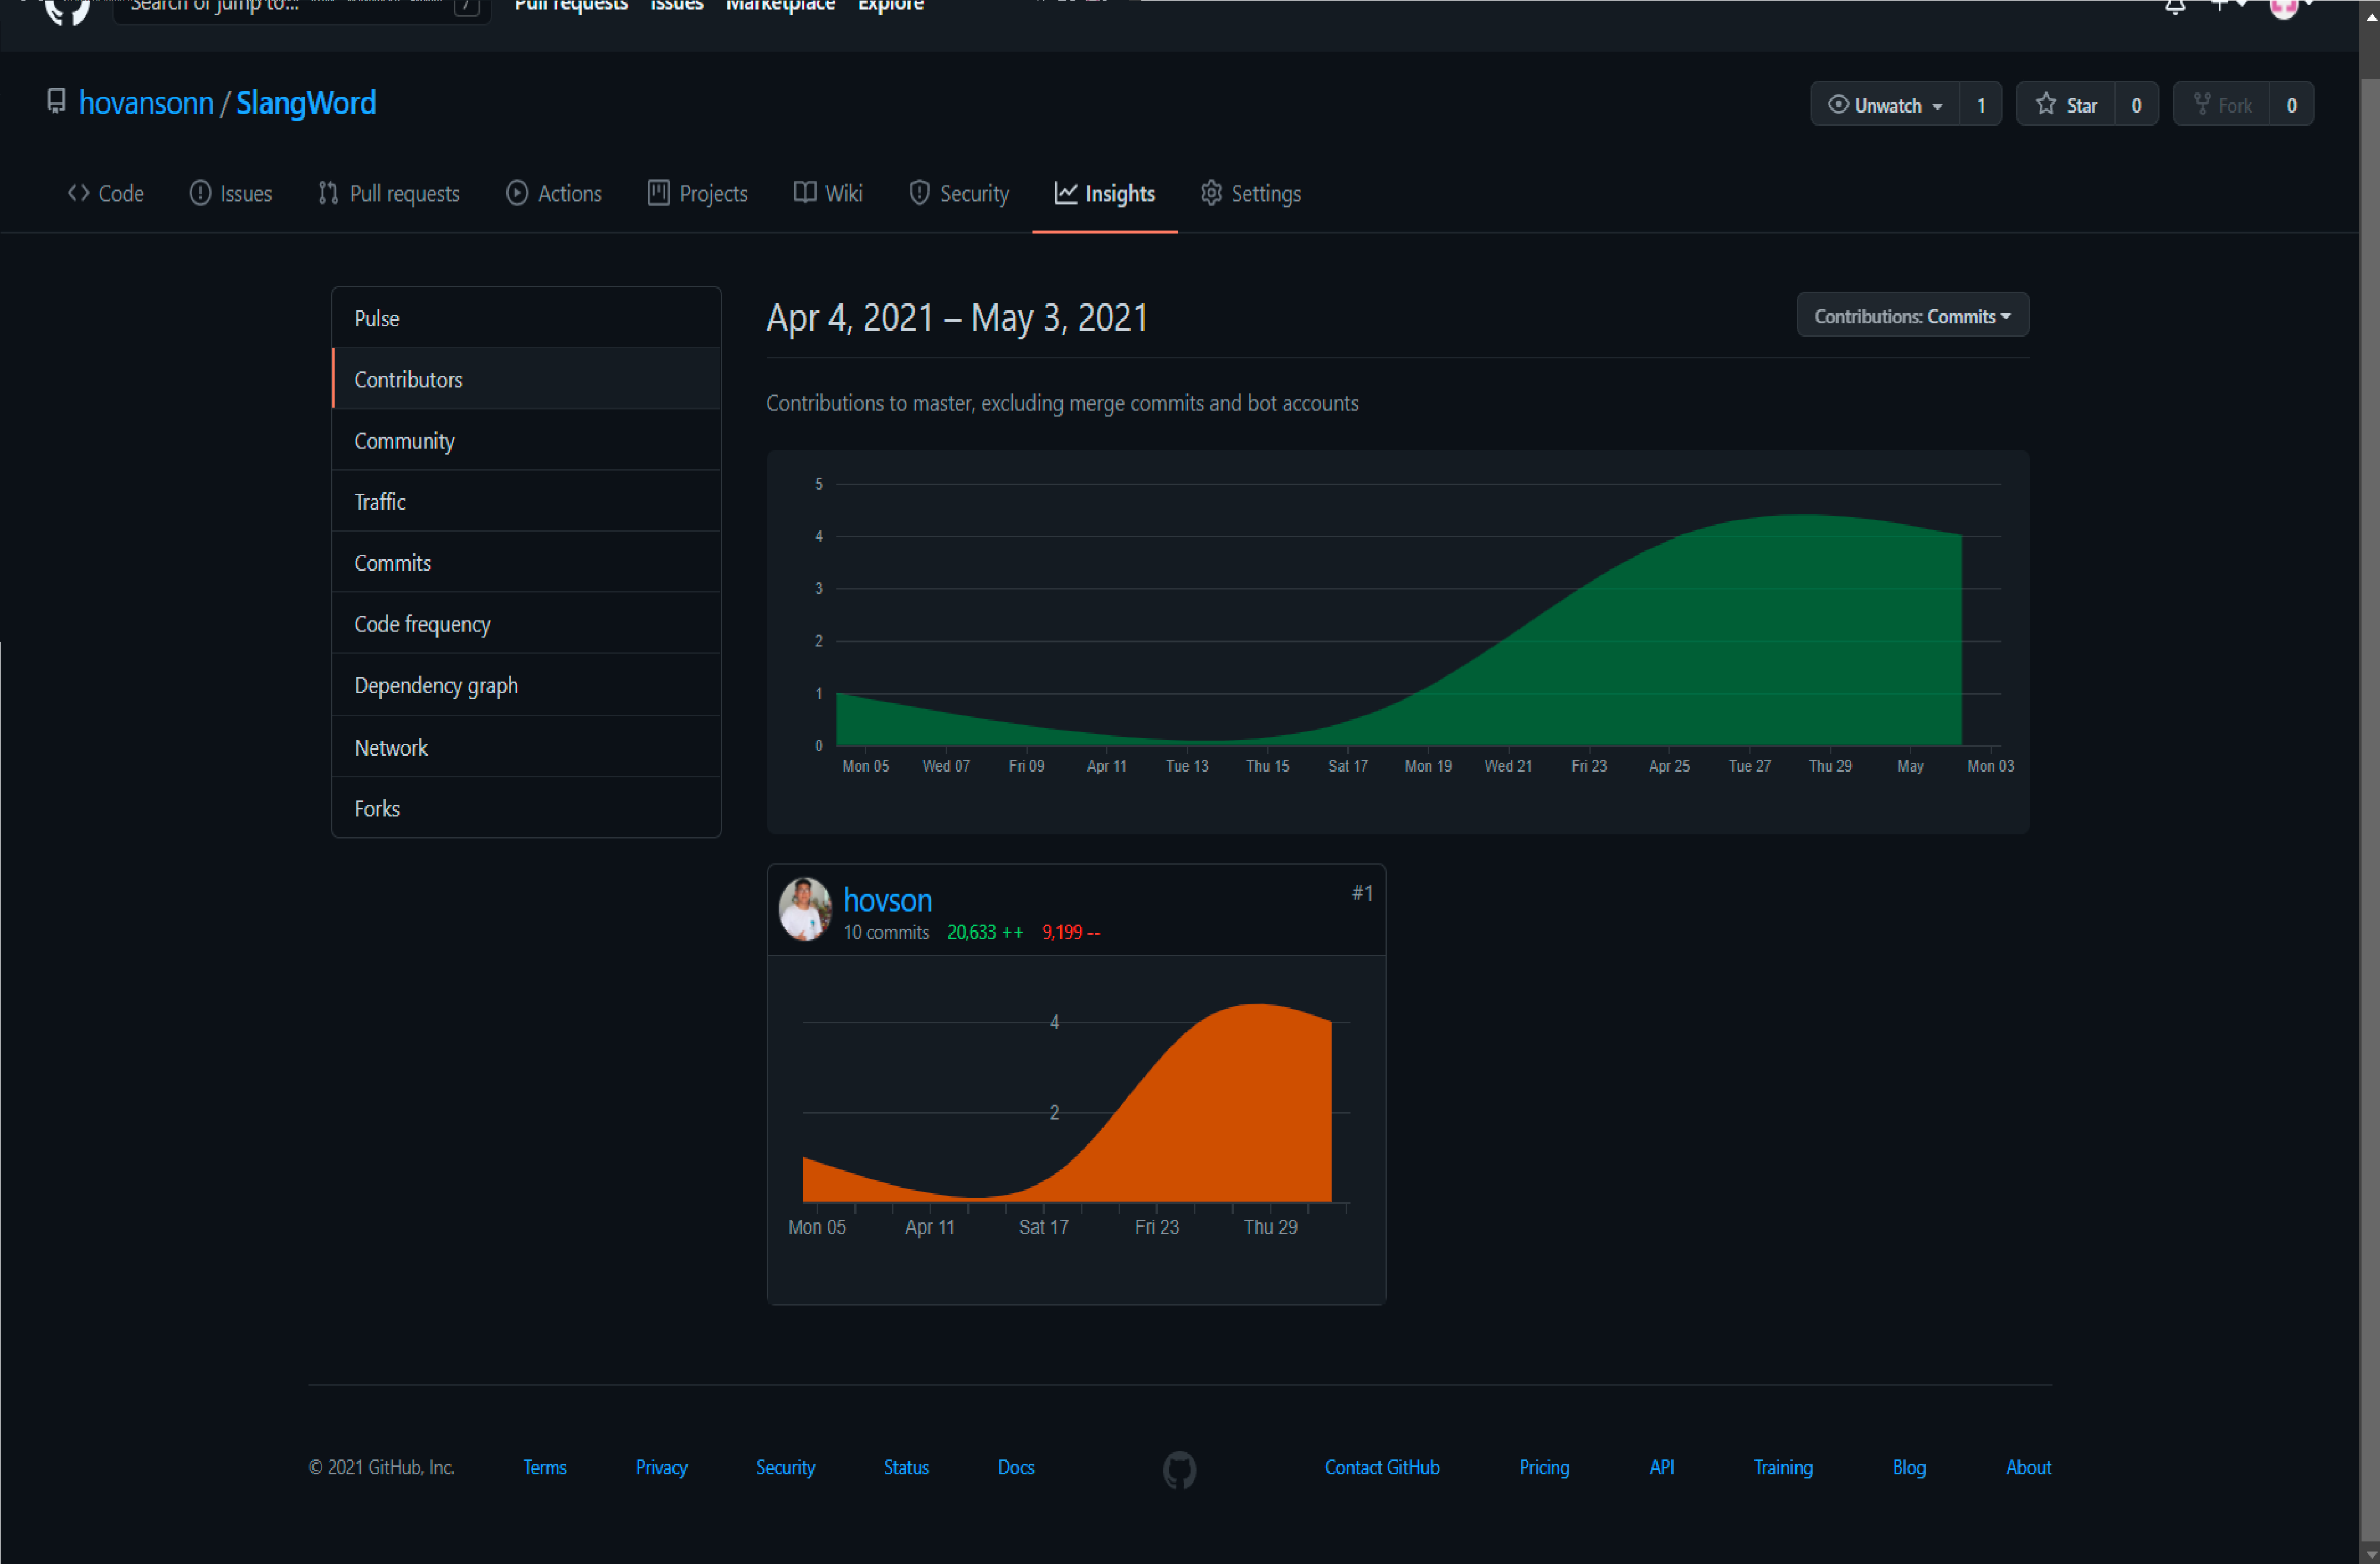 Search or jump to... /
Pull requests Issues Marketplace Explore
hovansonn / SlangWord
Unwatch 1 Star 0 Fork 0
Code Issues Pull requests Actions Projects Wiki Security Insights Settings
Pulse
Contributors
Community
Traffic
Commits
Code frequency
Dependency graph
Network
Forks
Apr 4, 2021 – May 3, 2021
Contributions: Commits
Contributions to master, excluding merge commits and bot accounts
5
4
3
2
1
0
Mon 05 Wed 07 Fri 09 Apr 11 Tue 13 Thu 15 Sat 17 Mon 19 Wed 21 Fri 23 Apr 25 Tue 27 Thu 29 May Mon 03
hovson #1
10 commits 20,633 ++ 9,199 --
4
2
Mon 05 Apr 11 Sat 17 Fri 23 Thu 29
© 2021 GitHub, Inc. Terms Privacy Security Status Docs Contact GitHub Pricing API Training Blog About